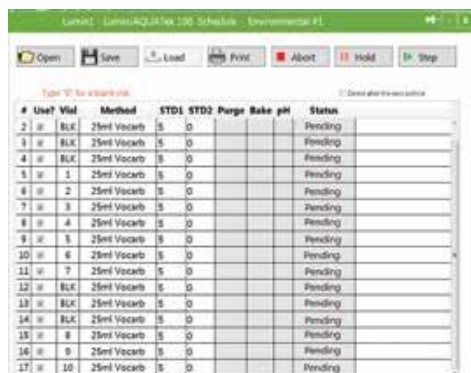 Lumin1 - Lumin/AQUATek 100 Schedule - Environmental #1
Open Save Load Print Abort Hold Step
Type "0" for a blank vial
# Use? Vial Method STD1 STD2 Purge Bake pH Status
2 BLK 25ml Vocarb 5 0 Pending
3 BLK 25ml Vocarb 5 0 Pending
4 BLK 25ml Vocarb 5 0 Pending
5 1 25ml Vocarb 5 0 Pending
6 2 25ml Vocarb 5 0 Pending
7 3 25ml Vocarb 5 0 Pending
8 4 25ml Vocarb 5 0 Pending
9 5 25ml Vocarb 5 0 Pending
10 6 25ml Vocarb 5 0 Pending
11 7 25ml Vocarb 5 0 Pending
12 BLK 25ml Vocarb 5 0 Pending
13 BLK 25ml Vocarb 5 0 Pending
14 BLK 25ml Vocarb 5 0 Pending
15 8 25ml Vocarb 5 0 Pending
16 9 25ml Vocarb 5 0 Pending
17 10 25ml Vocarb 5 0 Pending